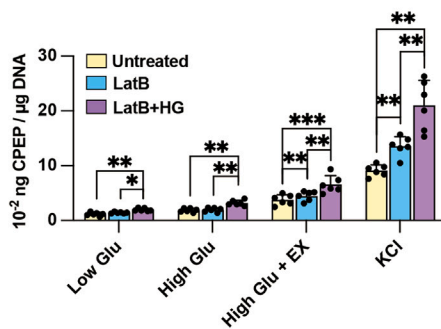 10⁻² ng CPEP / μg DNA
30
20
10
0
Untreated
LatB
LatB+HG
** *
** **
*** ** **
** ** **
Low Glu
High Glu
High Glu + EX
KCl